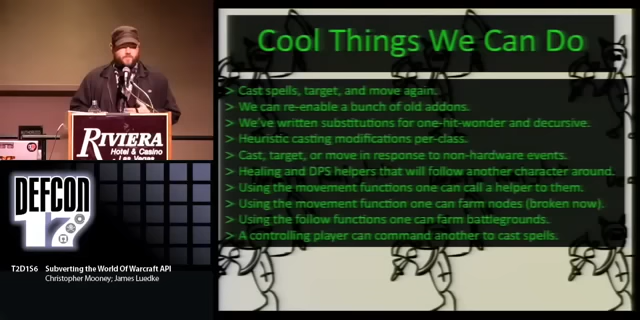 RIVIERA
Hotel & Casino
Las Vegas
DEFCON
17
T2D156 Subverting the World Of Warcraft API
Christopher Mooney; James Luedke
Cool Things We Can Do
> Cast spells, target, and move again.
> We can re-enable a bunch of old addons.
> We've written substitutions for one-hit-wonder and decursive.
> Heuristic casting modifications per-class.
> Cast, target, or move in response to non-hardware events.
> Healing and DPS helpers that will follow another character around.
> Using the movement functions one can call a helper to them.
> Using the movement function one can farm nodes (broken now).
> Using the follow functions one can farm battlegrounds.
> A controlling player can command another to cast spells.